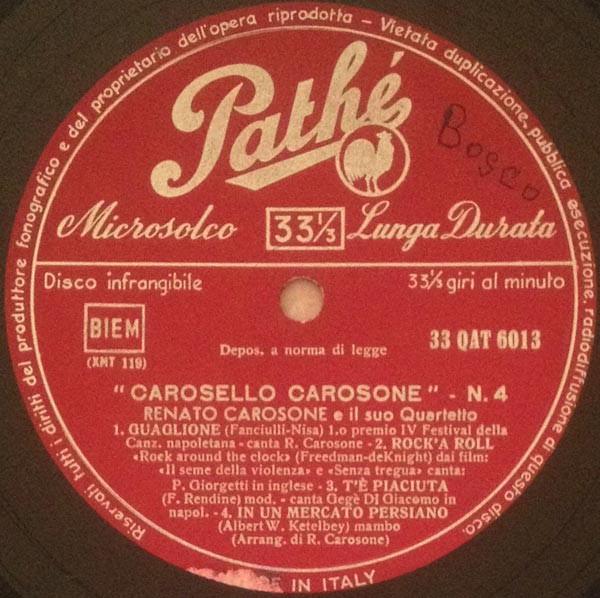 Riservati tutti i diritti del produttore fonografico e del proprietario dell'opera riprodotta – Vietata duplicazione, pubblica esecuzione, radiodiffusione di questo disco.
Pathé
Bosco
Microsolco 33⅓ Lunga Durata
Disco infrangibile 33⅓ giri al minuto
BIEM
(XMT 119)
33 QAT 6013
Depos. a norma di legge
"CAROSELLO CAROSONE" - N. 4
RENATO CAROSONE e il suo Quartetto
1. GUAGLIONE (Fanciulli-Nisa) 1.o premio IV Festival della
Canz. napoletana - canta R. Carosone - 2. ROCK'A ROLL
«Rock around the clock» (Freedman-deKnight) dai film:
«Il seme della violenza» e «Senza tregua» canta:
P. Giorgetti in inglese - 3. T'È PIACIUTA
(F. Rendine) mod. - canta Gegè DI Giacomo in
napol. - 4. IN UN MERCATO PERSIANO
(Albert W. Ketelbey) mambo
(Arrang. di R. Carosone)
IN ITALY